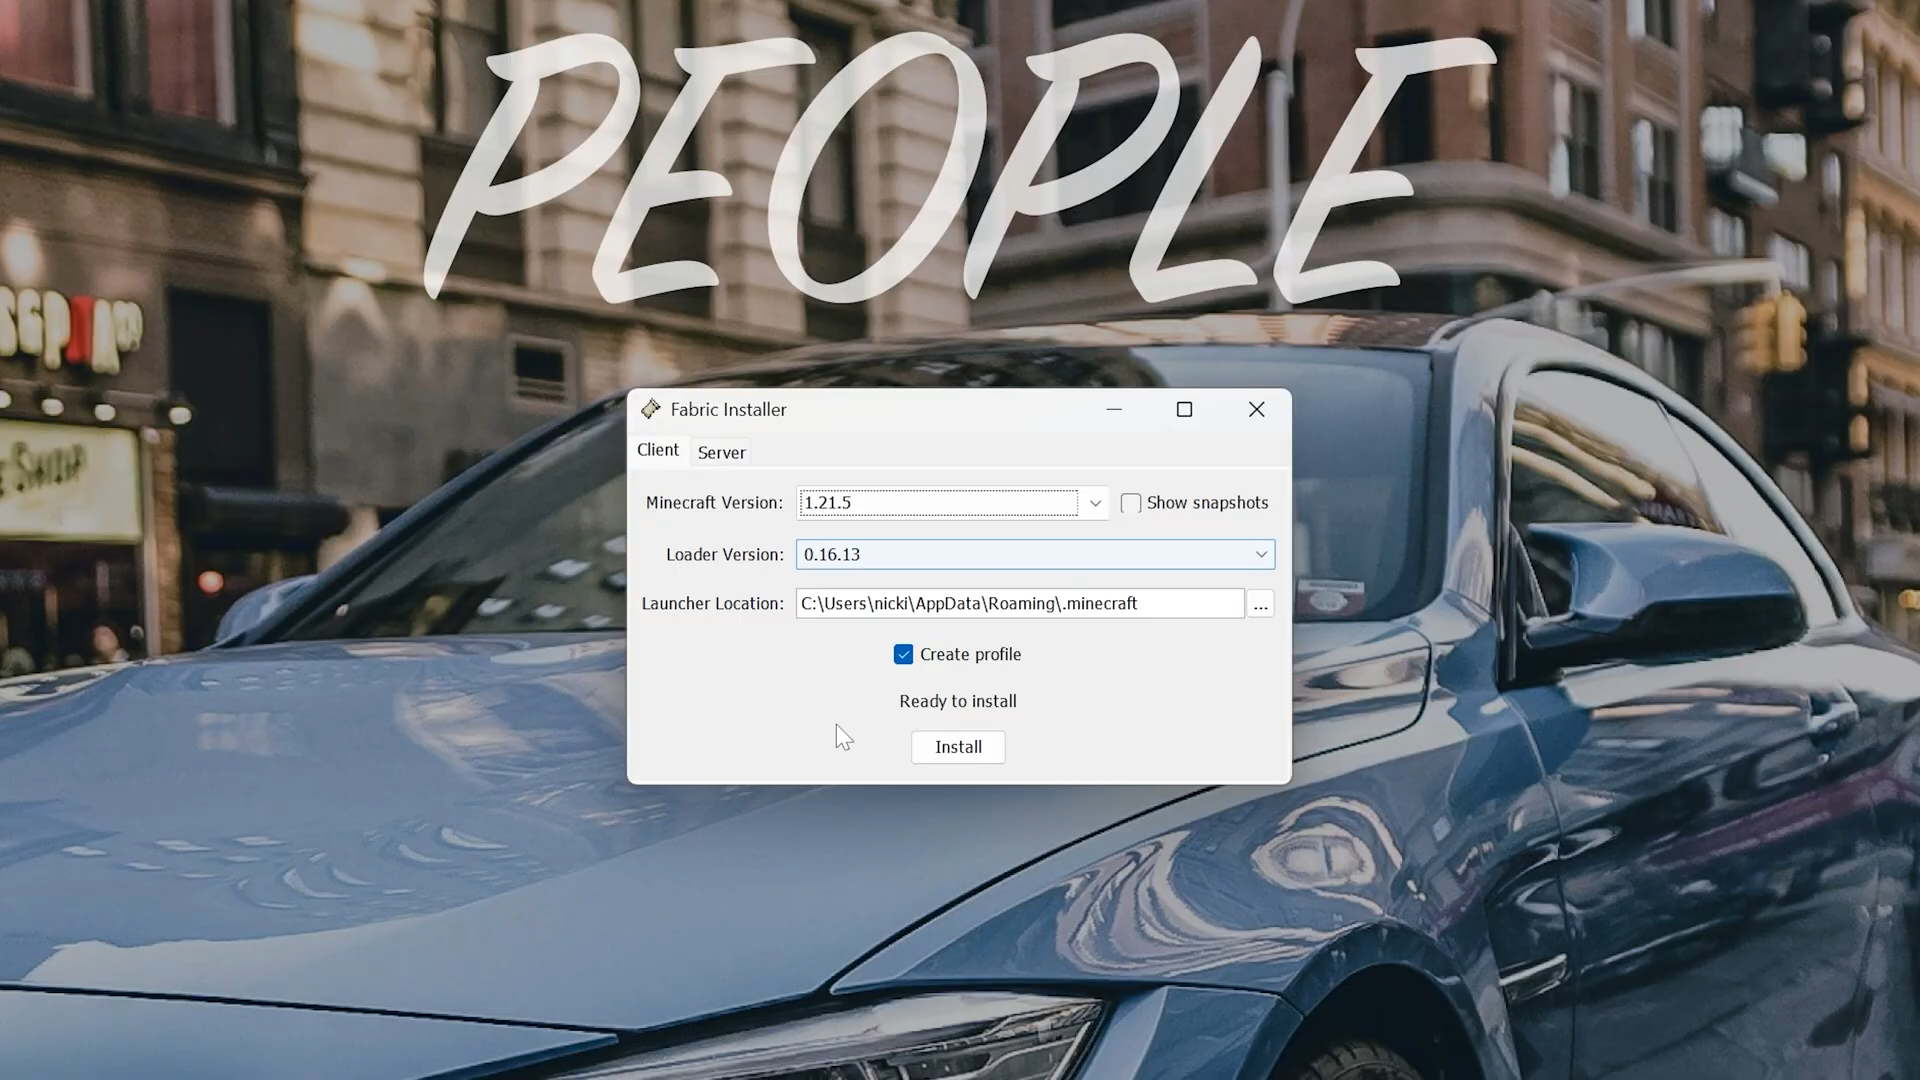 PEOPLE
Fabric Installer
Client
Server
Minecraft Version: 1.21.5 Show snapshots
Loader Version: 0.16.13
Launcher Location: C:\Users\nicki\AppData\Roaming\.minecraft ...
Create profile
Ready to install
Install